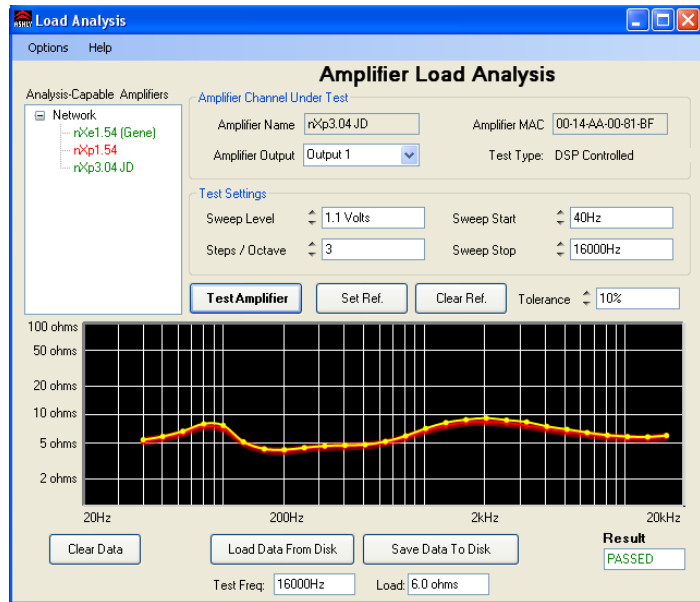 ASHLY Load Analysis
Options Help
Amplifier Load Analysis
Analysis-Capable Amplifiers
Network
nXe1.54 (Gene)
nXp1.54
nXp3.04 JD
Amplifier Channel Under Test
Amplifier Name nXp3.04 JD Amplifier MAC 00-14-AA-00-81-BF
Amplifier Output Output 1 Test Type: DSP Controlled
Test Settings
Sweep Level 1.1 Volts Sweep Start 40Hz
Steps / Octave 3 Sweep Stop 16000Hz
Test Amplifier Set Ref. Clear Ref. Tolerance 10%
100 ohms
50 ohms
20 ohms
10 ohms
5 ohms
2 ohms
20Hz 200Hz 2kHz 20kHz
Clear Data Load Data From Disk Save Data To Disk Result
PASSED
Test Freq: 16000Hz Load: 6.0 ohms